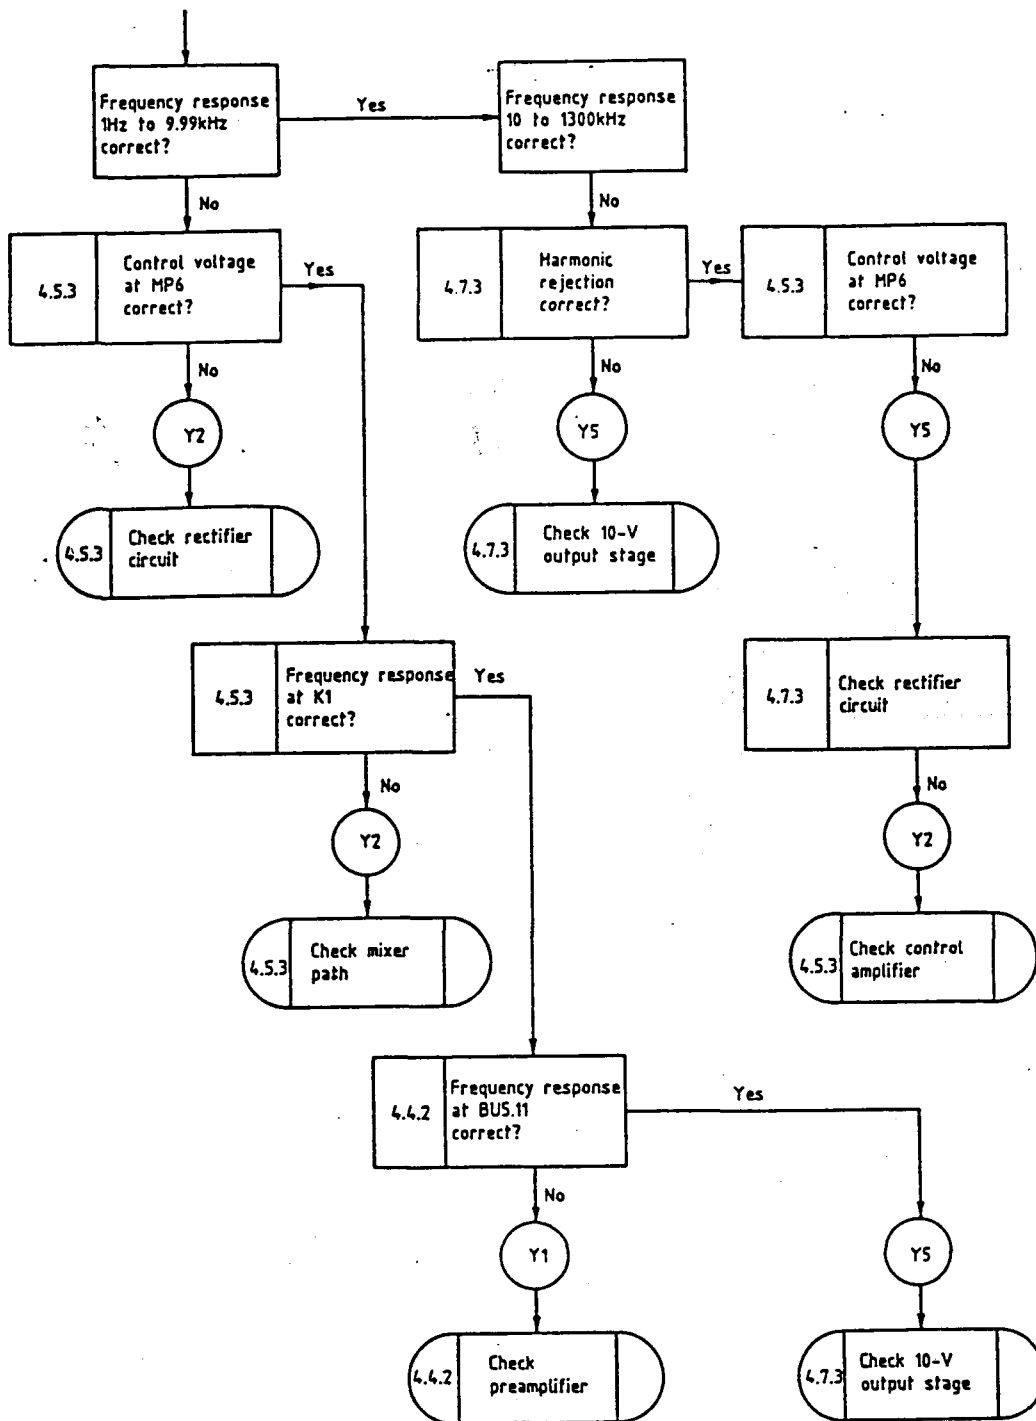 Frequency response
1Hz to 9.99kHz
correct?
Yes
Frequency response
10 to 1300kHz
correct?
No
No
4.5.3
Control voltage
at MP6
correct?
Yes
4.7.3
Harmonic
rejection
correct?
Yes
4.5.3
Control voltage
at MP6
correct?
No
No
No
Y2
Y5
Y5
4.5.3
Check rectifier
circuit
4.7.3
Check 10-V
output stage
4.5.3
Frequency response
at K1
correct?
Yes
4.7.3
Check rectifier
circuit
No
No
Y2
Y2
4.5.3
Check mixer
path
4.5.3
Check control
amplifier
4.4.2
Frequency response
at BUS.11
correct?
Yes
No
Y1
Y5
4.4.2
Check
preamplifier
4.7.3
Check 10-V
output stage